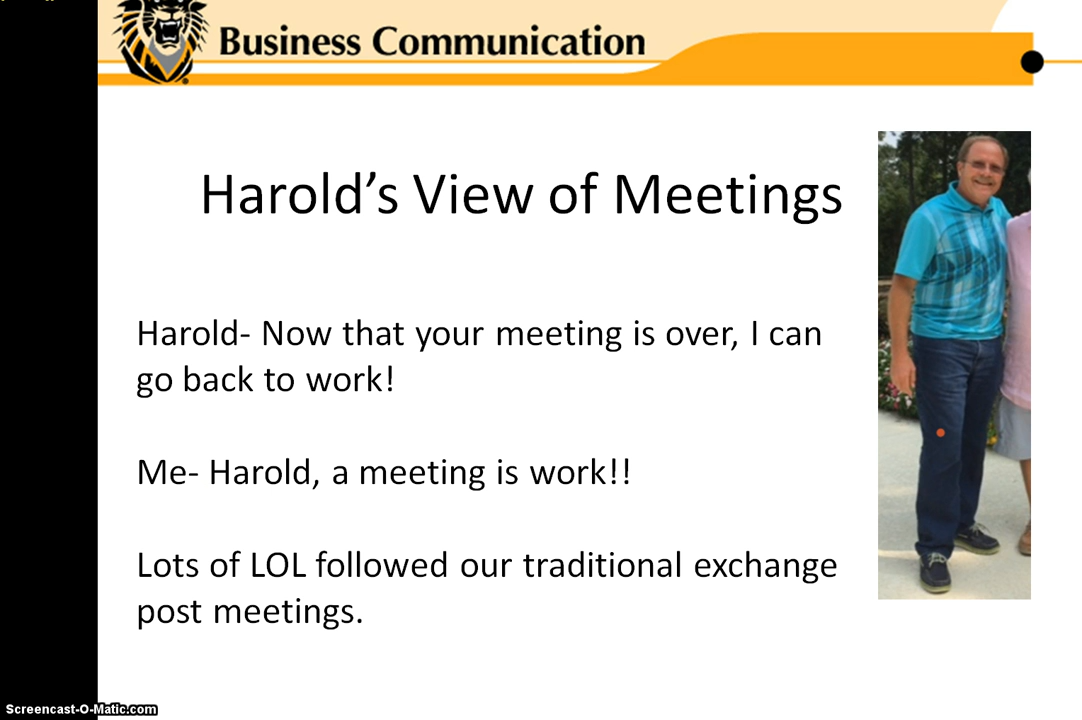 Business Communication
Harold’s View of Meetings
Harold- Now that your meeting is over, I can
go back to work!
Me- Harold, a meeting is work!!
Lots of LOL followed our traditional exchange
post meetings.
Screencast-O-Matic.com